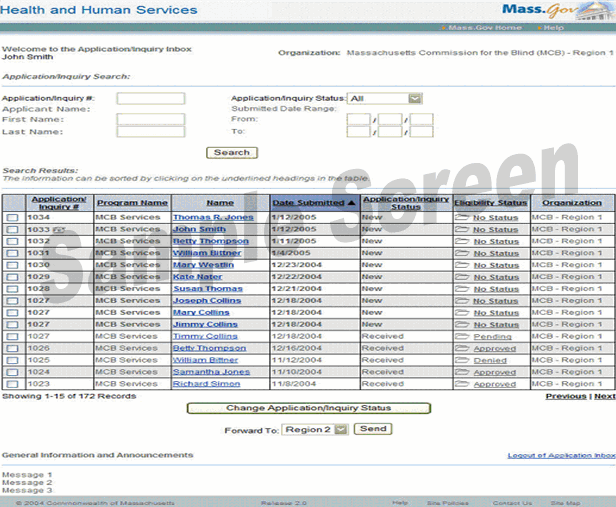 Health and Human Services
Mass.Gov
Mass.Gov Home Help
Welcome to the Application/Inquiry Inbox
John Smith
Organization: Massachusetts Commission for the Blind (MCB) - Region 1
Application/Inquiry Search:
Application/Inquiry #: Application/Inquiry Status: All
Applicant Name: Submitted Date Range:
First Name: From: / /
Last Name: To: / /
Search
Search Results:
The information can be sorted by clicking on the underlined headings in the table.
Application/Inquiry # Program Name Name Date Submitted Application/Inquiry Status Eligibility Status Organization
1034 MCB Services Thomas R. Jones 1/12/2005 New No Status MCB - Region 1
1033 MCB Services John Smith 1/12/2005 New No Status MCB - Region 1
1032 MCB Services Betty Thompson 1/11/2005 New No Status MCB - Region 1
1031 MCB Services William Bittner 1/4/2005 New No Status MCB - Region 1
1030 MCB Services Mary Westlin 12/23/2004 New No Status MCB - Region 1
1029 MCB Services Kate Nater 12/22/2004 New No Status MCB - Region 1
1028 MCB Services Susan Thomas 12/21/2004 New No Status MCB - Region 1
1027 MCB Services Joseph Collins 12/18/2004 New No Status MCB - Region 1
1027 MCB Services Mary Collins 12/18/2004 New No Status MCB - Region 1
1027 MCB Services Jimmy Collins 12/18/2004 New No Status MCB - Region 1
1027 MCB Services Timmy Collins 12/18/2004 Received Pending MCB - Region 1
1026 MCB Services Betty Thompson 12/16/2004 Received Approved MCB - Region 1
1025 MCB Services William Bittner 11/12/2004 Received Denied MCB - Region 1
1024 MCB Services Samantha Jones 11/10/2004 Received Approved MCB - Region 1
1023 MCB Services Richard Simon 11/8/2004 Received Approved MCB - Region 1
Sample Screen
Showing 1-15 of 172 Records Previous | Next
Change Application/Inquiry Status
Forward To: Region 2 Send
General Information and Announcements Logout of Application Inbox
Message 1
Message 2
Message 3
© 2004 Commonwealth of Massachusetts Release 2.0 Help Site Policies Contact Us Site Map